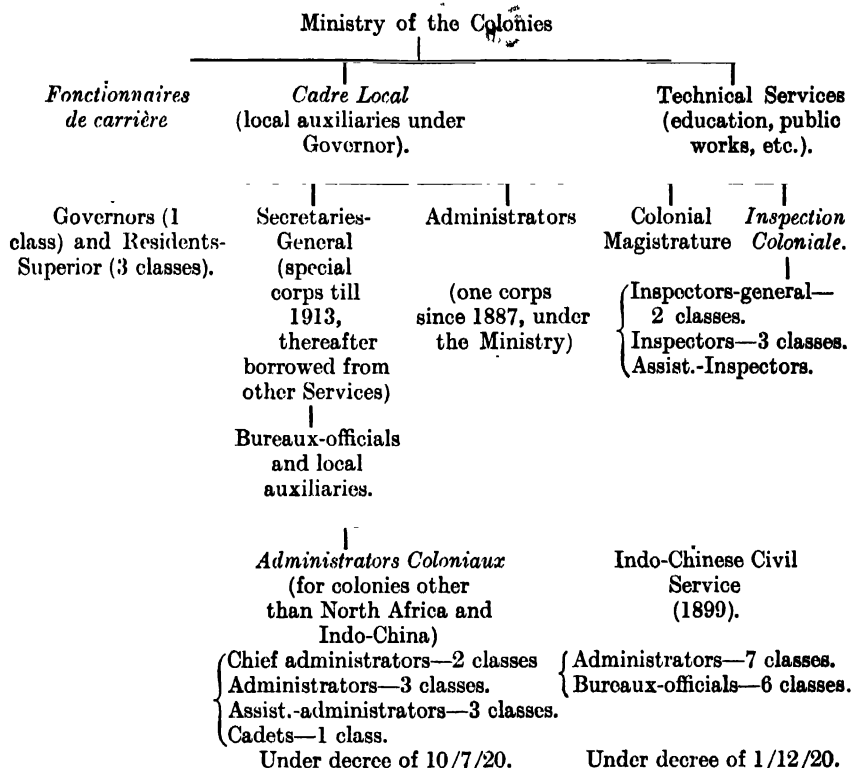 Ministry of the Colonies
Fonctionnaires
de carrière
Cadre Local
(local auxiliaries under
Governor).
Technical Services
(education, public
works, etc.).
Governors (1
class) and Residents-
Superior (3 classes).
Secretaries-
General
(special
corps till
1913,
thereafter
borrowed from
other Services)
Bureaux-officials
and local
auxiliaries.
Administrators
(one corps
since 1887, under
the Ministry)
Colonial
Magistrature
Inspection
Coloniale.
Inspectors-general—
2 classes.
Inspectors—3 classes.
Assist.-Inspectors.
Administrators Coloniaux
(for colonies other
than North Africa and
Indo-China)
Chief administrators—2 classes
Administrators—3 classes.
Assist.-administrators—3 classes.
Cadets—1 class.
Under decree of 10/7/20.
Indo-Chinese Civil
Service
(1899).
Administrators—7 classes.
Bureaux-officials—6 classes.
Under decree of 1/12/20.